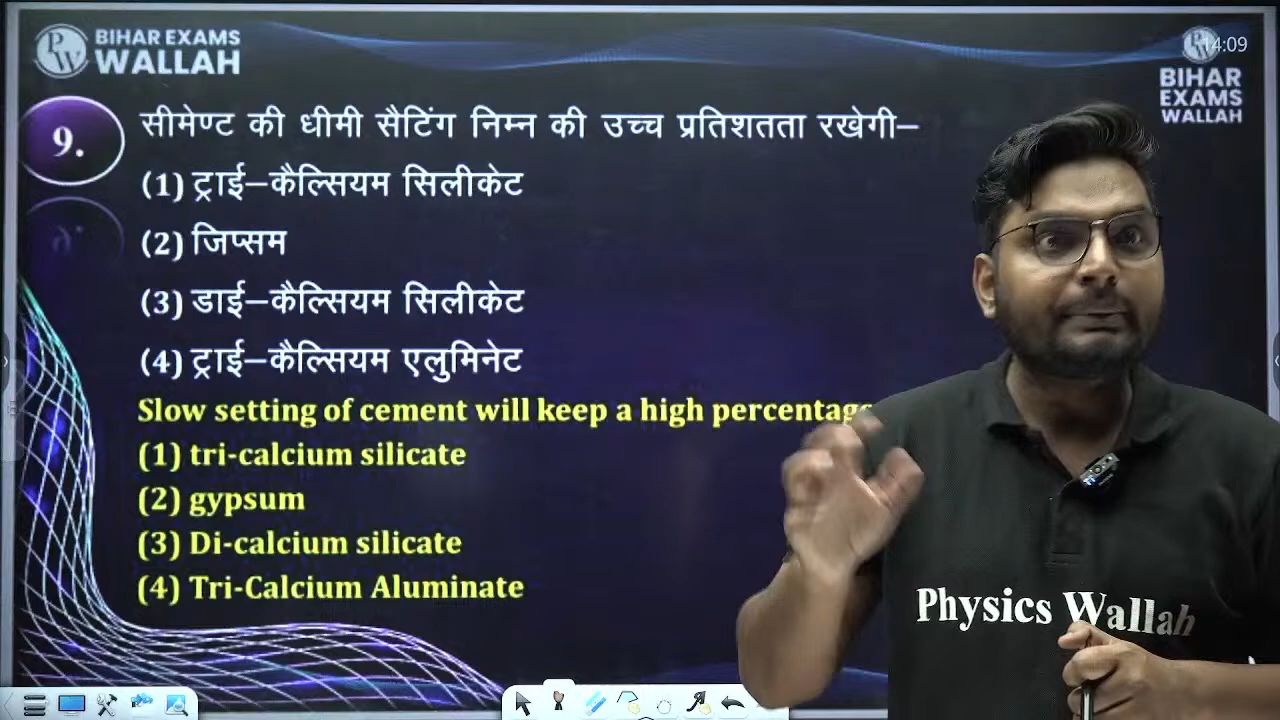 PW BIHAR EXAMS
WALLAH
14:09
BIHAR
EXAMS
WALLAH
9.
सीमेण्ट की धीमी सैटिंग निम्न की उच्च प्रतिशतता रखेगी–
(1) ट्राई–कैल्सियम सिलीकेट
(2) जिप्सम
(3) डाई–कैल्सियम सिलीकेट
(4) ट्राई–कैल्सियम एलुमिनेट
Slow setting of cement will keep a high percentage
(1) tri-calcium silicate
(2) gypsum
(3) Di-calcium silicate
(4) Tri-Calcium Aluminate
Physics Wallah